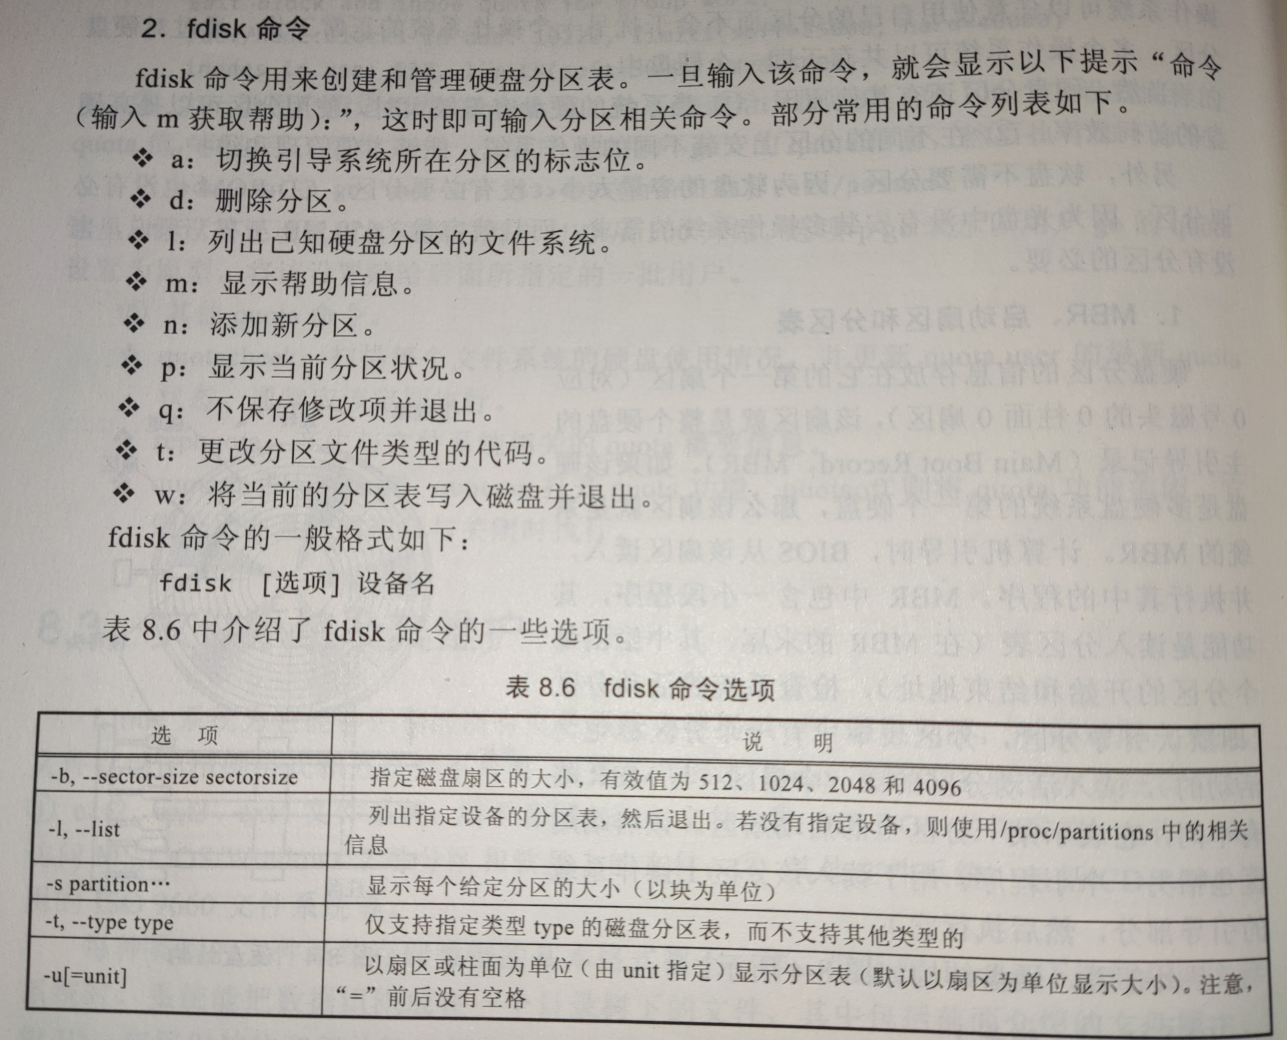 2. fdisk 命令
fdisk 命令用来创建和管理硬盘分区表。一旦输入该命令，就会显示以下提示“命令
（输入 m 获取帮助）：”，这时即可输入分区相关命令。部分常用的命令列表如下。
❖ a：切换引导系统所在分区的标志位。
❖ d：删除分区。
❖ l：列出已知硬盘分区的文件系统。
❖ m：显示帮助信息。
❖ n：添加新分区。
❖ p：显示当前分区状况。
❖ q：不保存修改项并退出。
❖ t：更改分区文件类型的代码。
❖ w：将当前的分区表写入磁盘并退出。
fdisk 命令的一般格式如下：
fdisk [选项] 设备名
表 8.6 中介绍了 fdisk 命令的一些选项。
表 8.6 fdisk 命令选项
选 项 说 明
-b, --sector-size sectorsize 指定磁盘扇区的大小，有效值为 512、1024、2048 和 4096
-l, --list 列出指定设备的分区表，然后退出。若没有指定设备，则使用/proc/partitions 中的相关
信息
-s partition… 显示每个给定分区的大小（以块为单位）
-t, --type type 仅支持指定类型 type 的磁盘分区表，而不支持其他类型的
-u[=unit] 以扇区或柱面为单位（由 unit 指定）显示分区表（默认以扇区为单位显示大小）。注意，
“=”前后没有空格